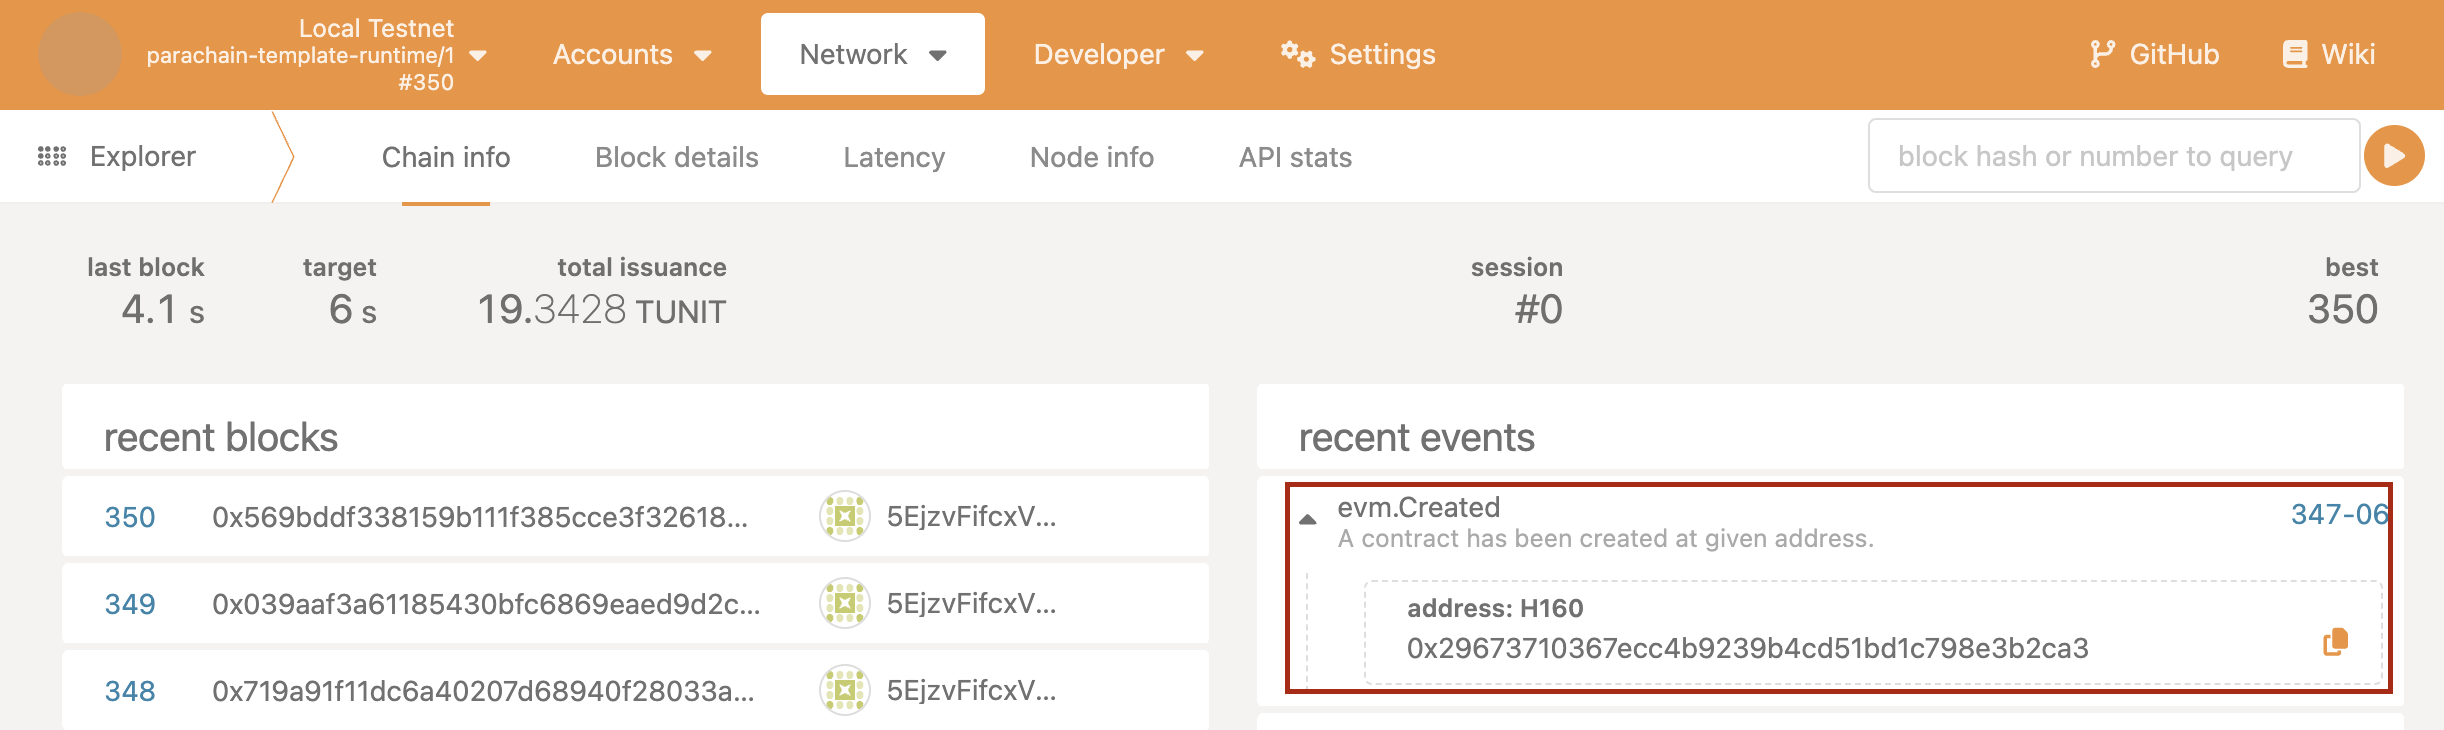 Local Testnet
parachain-template-runtime/1
#350
Accounts
Network
Developer
Settings
GitHub
Wiki
Explorer
Chain info
Block details
Latency
Node info
API stats
block hash or number to query
last block
4.1 s
target
6 s
total issuance
19.3428 TUNIT
session
#0
best
350
recent blocks
350 0x569bddf338159b111f385cce3f32618... 5EjzvFifcxV...
349 0x039aaf3a61185430bfc6869eaed9d2c... 5EjzvFifcxV...
348 0x719a91f11dc6a40207d68940f28033a... 5EjzvFifcxV...
recent events
evm.Created
347-06
A contract has been created at given address.
address: H160
0x29673710367ecc4b9239b4cd51bd1c798e3b2ca3